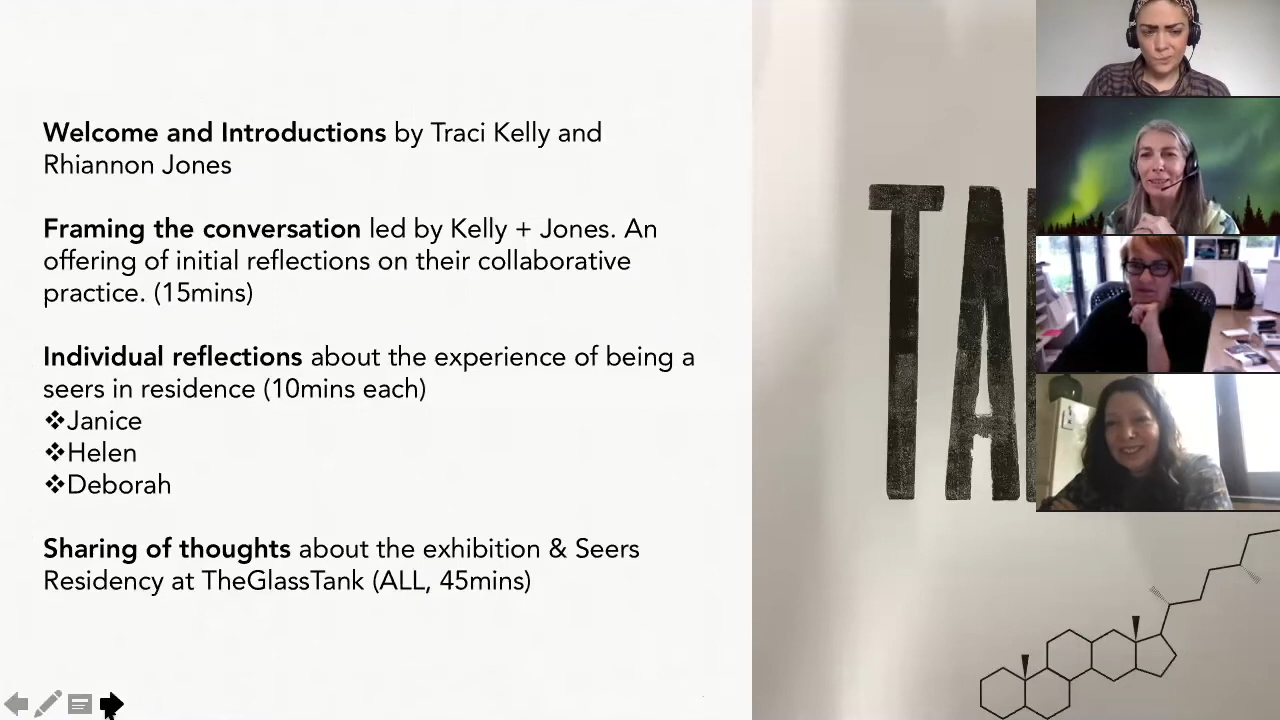 Welcome and Introductions by Traci Kelly and
Rhiannon Jones
Framing the conversation led by Kelly + Jones. An
offering of initial reflections on their collaborative
practice. (15mins)
Individual reflections about the experience of being a
seers in residence (10mins each)
❖Janice
❖Helen
❖Deborah
Sharing of thoughts about the exhibition & Seers
Residency at TheGlassTank (ALL, 45mins)
TA